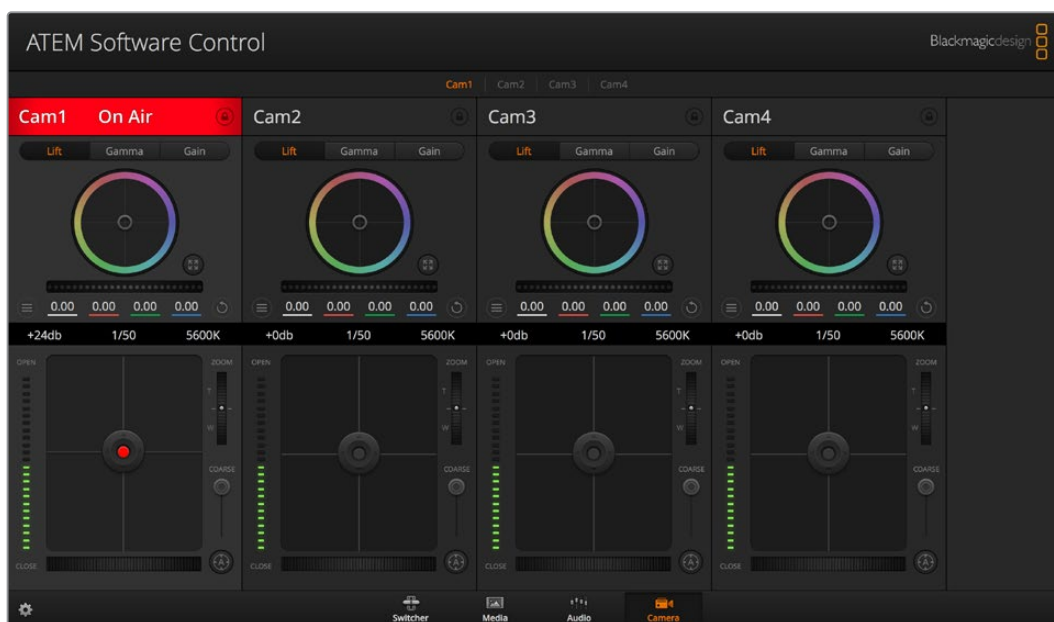 ATEM Software Control
Blackmagicdesign
Cam1 Cam2 Cam3 Cam4
Cam1 On Air
Cam2
Cam3
Cam4
Lift Gamma Gain
Lift Gamma Gain
Lift Gamma Gain
Lift Gamma Gain
0.00 0.00 0.00 0.00
0.00 0.00 0.00 0.00
0.00 0.00 0.00 0.00
0.00 0.00 0.00 0.00
+24db 1/50 5600K
+0db 1/50 5600K
+0db 1/50 5600K
+0db 1/50 5600K
OPEN ZOOM
OPEN ZOOM
OPEN ZOOM
OPEN ZOOM
T
T
T
T
W
W
W
W
COARSE
COARSE
COARSE
COARSE
CLOSE A
CLOSE A
CLOSE A
CLOSE A
Switcher Media Audio Camera